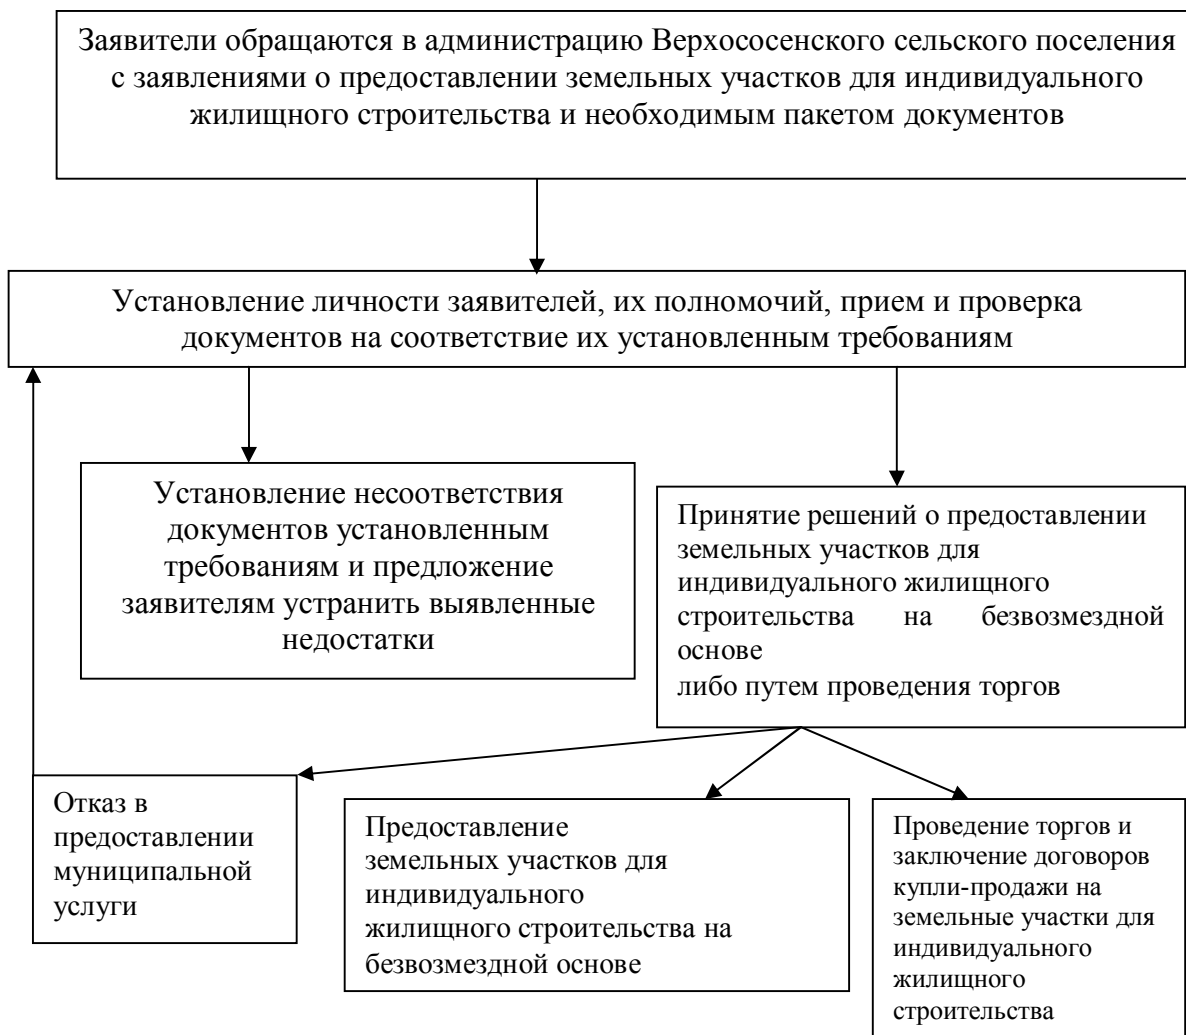 Заявители обращаются в администрацию Верхососенского сельского поселения
с заявлениями о предоставлении земельных участков для индивидуального
жилищного строительства и необходимым пакетом документов
Установление личности заявителей, их полномочий, прием и проверка
документов на соответствие их установленным требованиям
Установление несоответствия
документов установленным
требованиям и предложение
заявителям устранить выявленные
недостатки
Принятие решений о предоставлении
земельных участков для
индивидуального жилищного
строительства на безвозмездной
основе
либо путем проведения торгов
Отказ в
предоставлении
муниципальной
услуги
Предоставление
земельных участков для
индивидуального
жилищного строительства на
безвозмездной основе
Проведение торгов и
заключение договоров
купли-продажи на
земельные участки для
индивидуального
жилищного
строительства